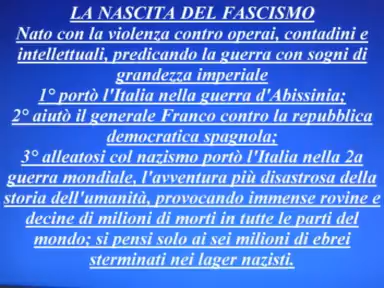 LA NASCITA DEL FASCISMO
Nato con la violenza contro operai, contadini e
intellettuali, predicando la guerra con sogni di
grandezza imperiale
1° portò l'Italia nella guerra d'Abissinia;
2° aiutò il generale Franco contro la repubblica
democratica spagnola;
3° alleatosi col nazismo portò l'Italia nella 2a
guerra mondiale, l'avventura più disastrosa della
storia dell'umanità, provocando immense rovine e
decine di milioni di morti in tutte le parti del
mondo; si pensi solo ai sei milioni di ebrei
sterminati nei lager nazisti.